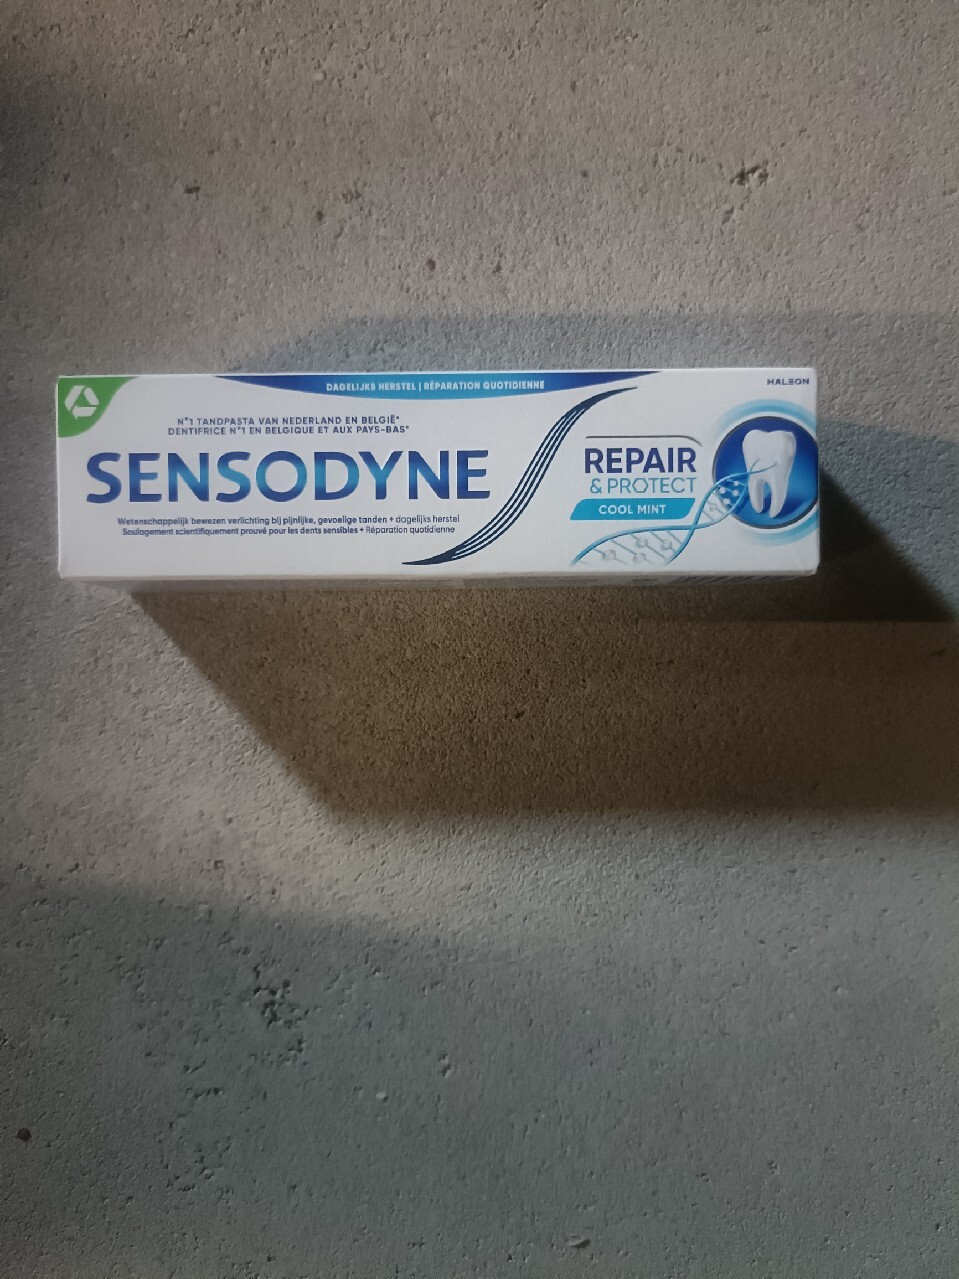 DAGELIJKS HERSTEL | RÉPARATION QUOTIDIENNE
HALEON
N°1 TANDPASTA VAN NEDERLAND EN BELGIË*
DENTIFRICE N°1 EN BELGIQUE ET AUX PAYS-BAS*
SENSODYNE
REPAIR
& PROTECT
COOL MINT
Wetenschappelijk bewezen verlichting bij pijnlijke, gevoelige tanden + dagelijks herstel
Soulagement scientifiquement prouvé pour les dents sensibles + Réparation quotidienne